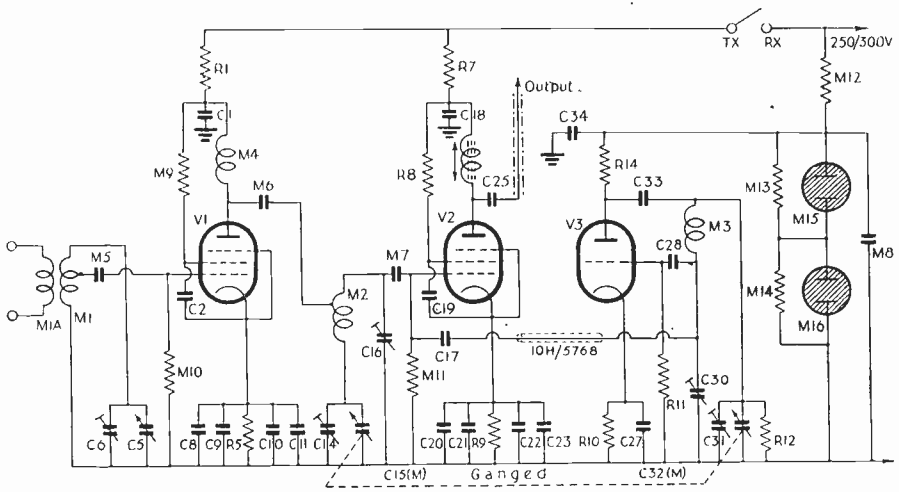 TX RX 250/300V
R1 R7 M12
Output.
C1 C18 C34
M4 R14
M9 M6 R8 C25 C33 M13
V1 V2 V3 M3 M15
M5 M7 C28 M8
M14
M1A M1 C2 M2 C19 M16
C16 C17 10H/5768
M10 M11 R11 C30
C6 C5 C8 C9 R5 C10 C11 C14 C20 C21 R9 C22 C23 R10 C27 C31 R12
C15(M) Ganged C32(M)